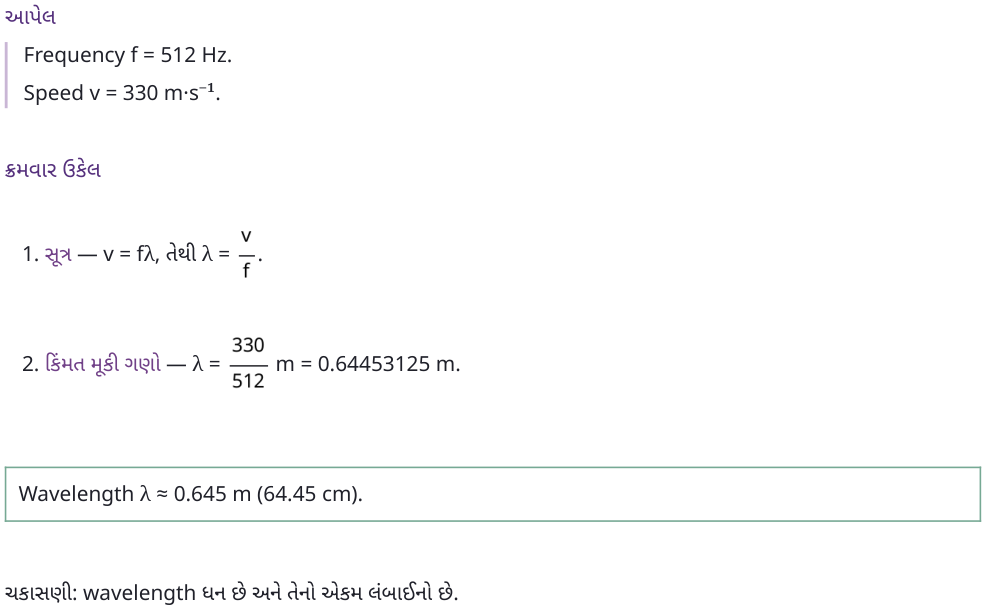 આપેલ
Frequency f = 512 Hz.
Speed v = 330 m·s⁻¹.
ક્રમવાર ઉકેલ
1. સૂત્ર — v = fλ, તેથી λ = v/f.
2. કિંમત મૂકી ગણો — λ = 330/512 m = 0.64453125 m.
Wavelength λ ≈ 0.645 m (64.45 cm).
ચકાસણી: wavelength ધન છે અને તેનો એકમ લંબાઈનો છે.